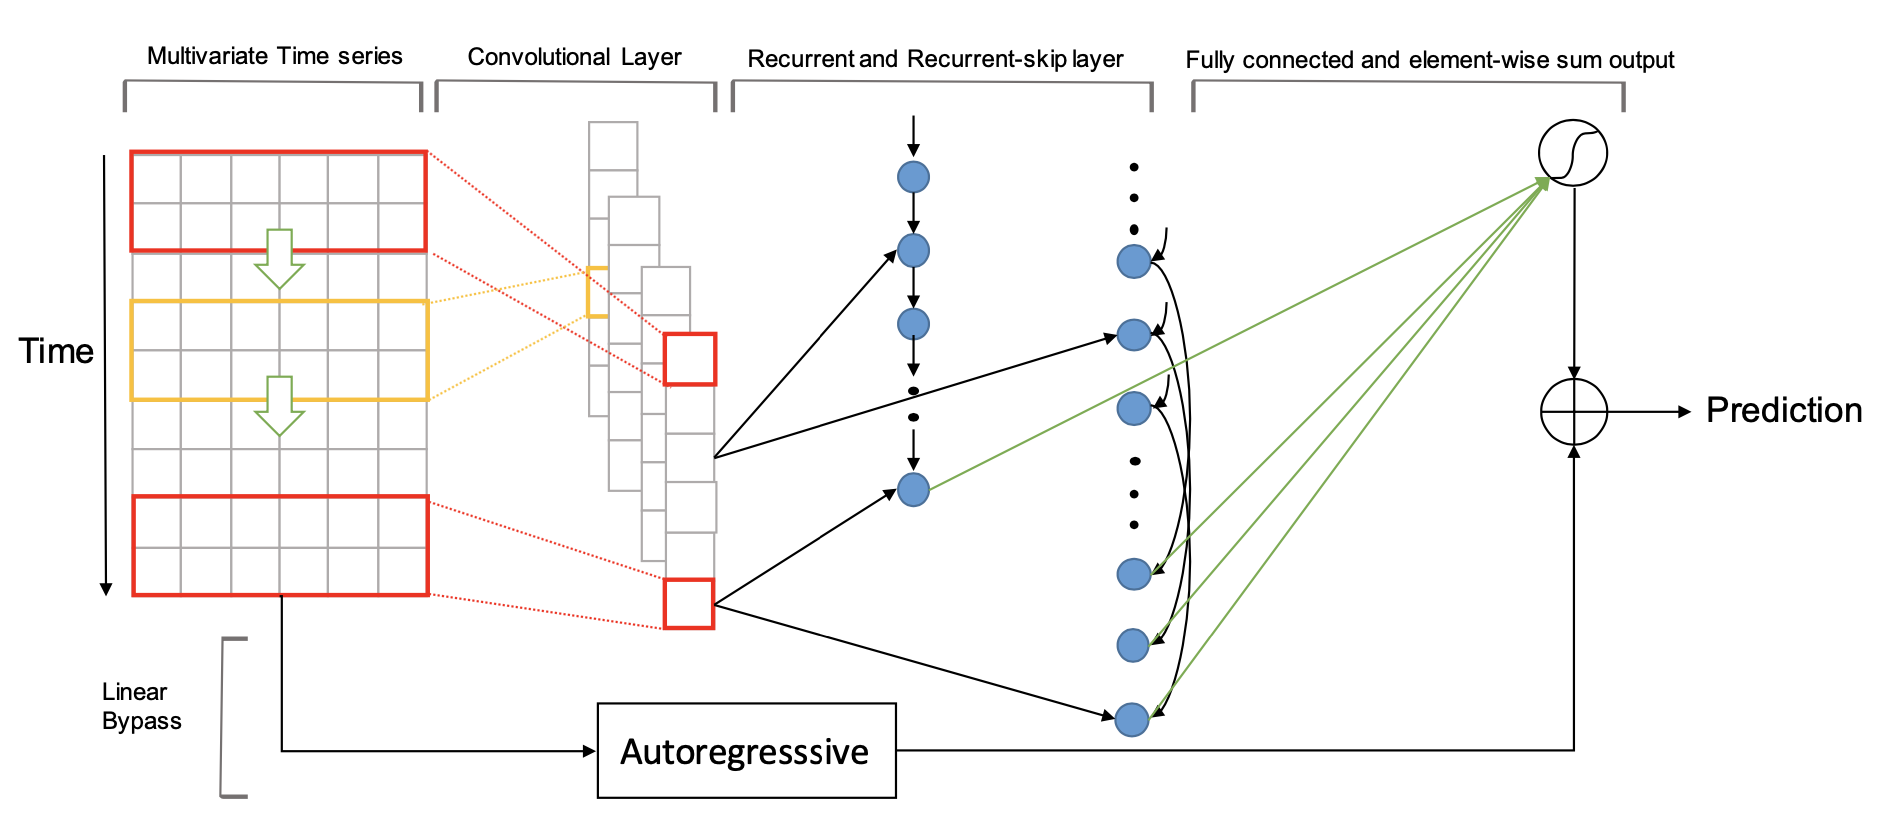 Multivariate Time series
Convolutional Layer
Recurrent and Recurrent-skip layer
Fully connected and element-wise sum output
Time
Prediction
Linear
Bypass
Autoregresssive